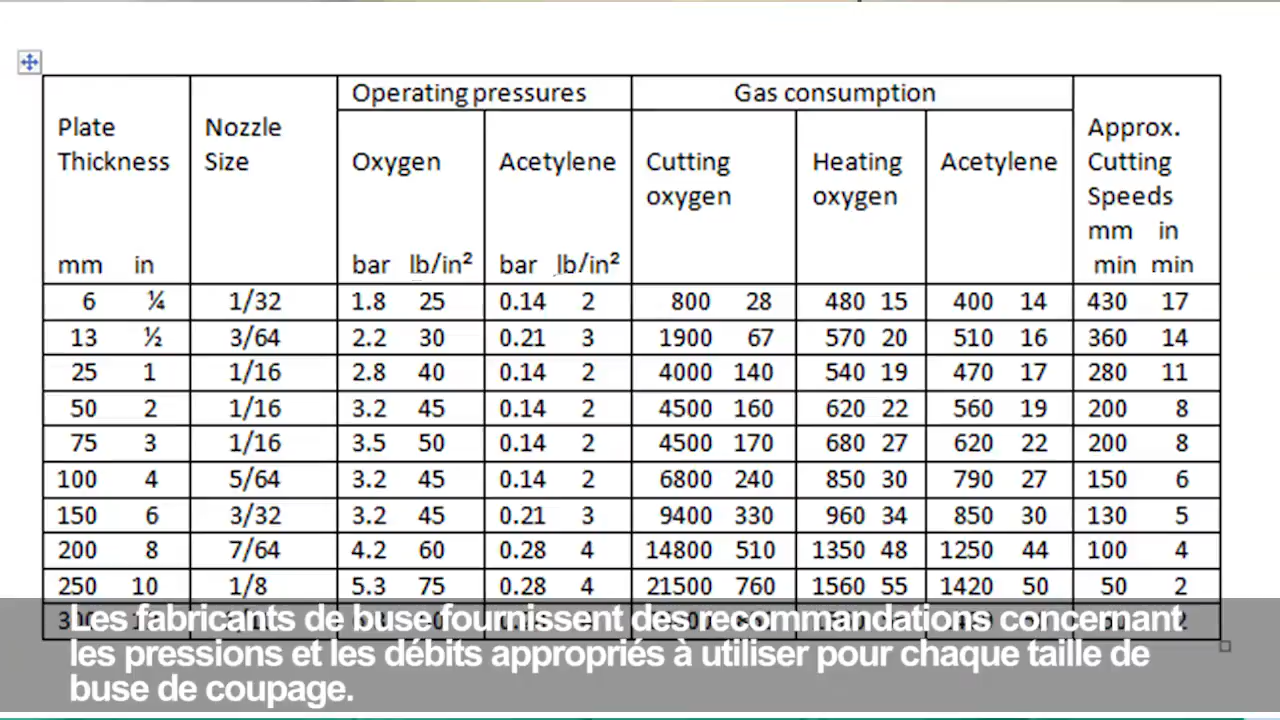 Operating pressures Gas consumption
Plate Nozzle Approx.
Thickness Size Oxygen Acetylene Cutting Heating Acetylene Cutting
oxygen oxygen Speeds
mm in
mm in bar lb/in² bar lb/in² min min
6 ¼ 1/32 1.8 25 0.14 2 800 28 480 15 400 14 430 17
13 ½ 3/64 2.2 30 0.21 3 1900 67 570 20 510 16 360 14
25 1 1/16 2.8 40 0.14 2 4000 140 540 19 470 17 280 11
50 2 1/16 3.2 45 0.14 2 4500 160 620 22 560 19 200 8
75 3 1/16 3.5 50 0.14 2 4500 170 680 27 620 22 200 8
100 4 5/64 3.2 45 0.14 2 6800 240 850 30 790 27 150 6
150 6 3/32 3.2 45 0.21 3 9400 330 960 34 850 30 130 5
200 8 7/64 4.2 60 0.28 4 14800 510 1350 48 1250 44 100 4
250 10 1/8 5.3 75 0.28 4 21500 760 1560 55 1420 50 50 2
Les fabricants de buse fournissent des recommandations concernant
les pressions et les débits appropriés à utiliser pour chaque taille de
buse de coupage.